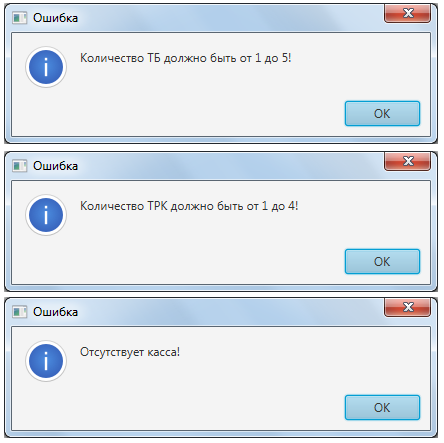 Ошибка
Количество ТБ должно быть от 1 до 5!
OK
Ошибка
Количество ТРК должно быть от 1 до 4!
OK
Ошибка
Отсутствует касса!
OK